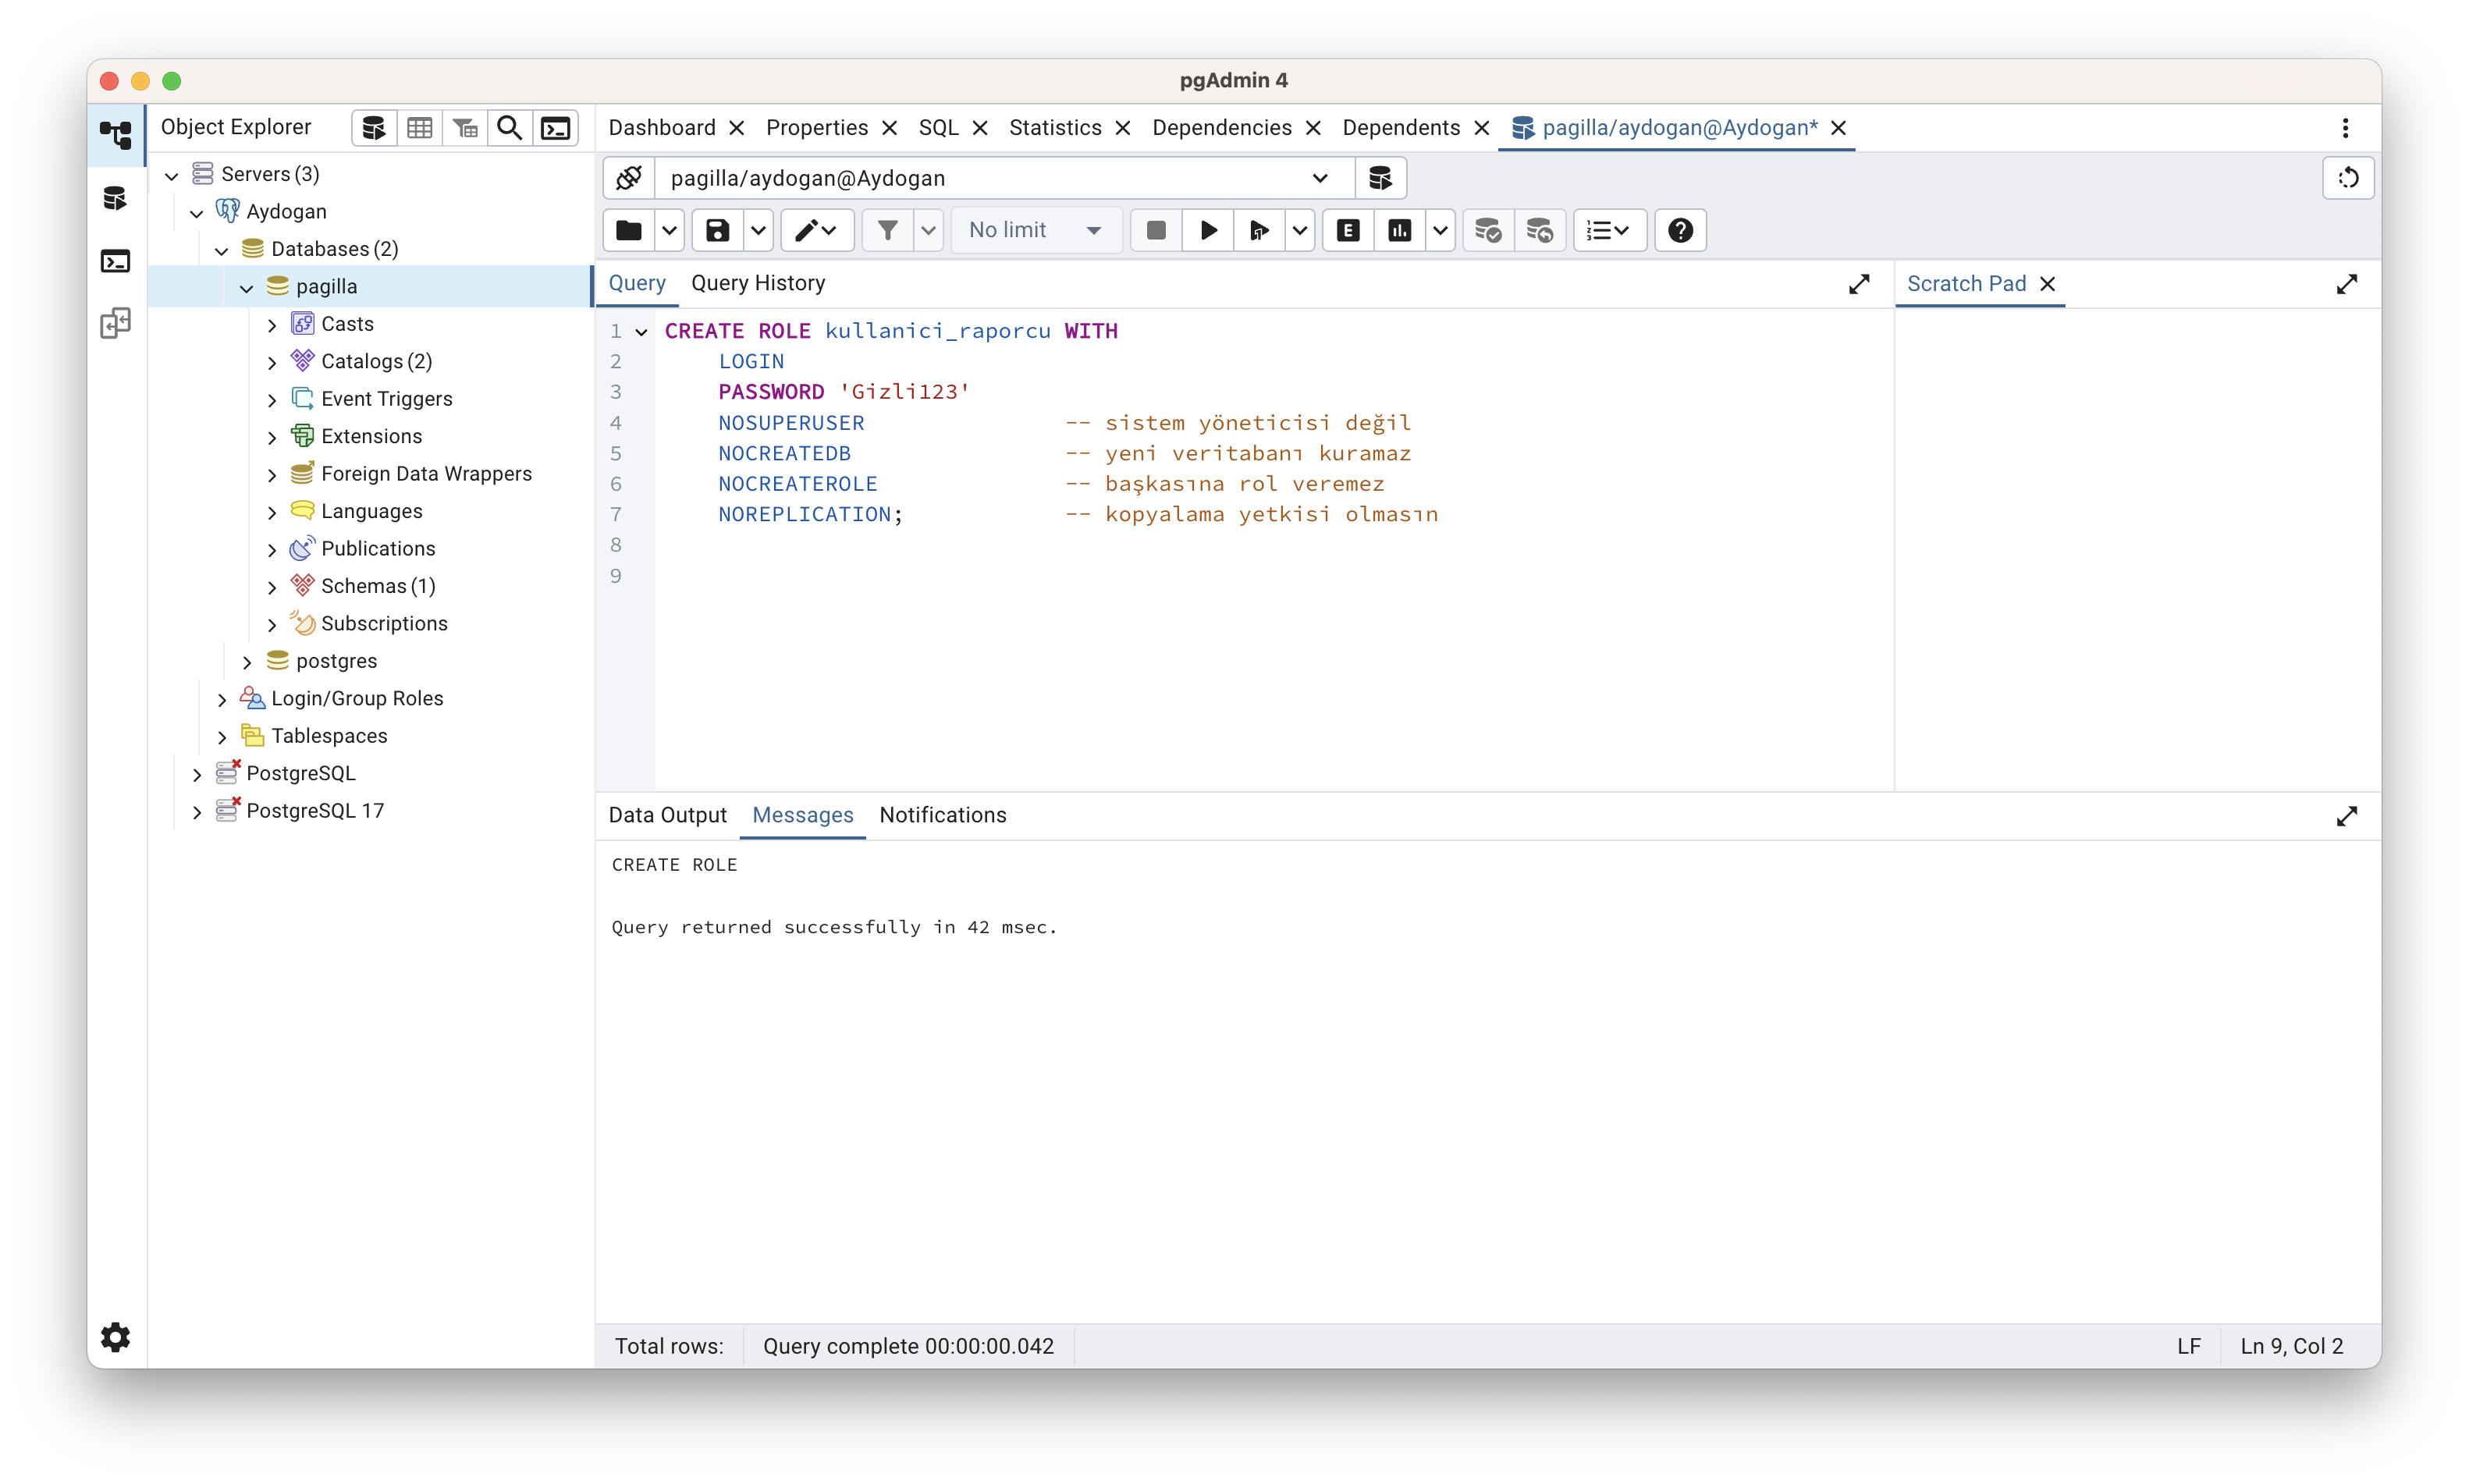 pgAdmin 4
Object Explorer
Servers (3)
Aydogan
Databases (2)
pagilla
Casts
Catalogs (2)
Event Triggers
Extensions
Foreign Data Wrappers
Languages
Publications
Schemas (1)
Subscriptions
postgres
Login/Group Roles
Tablespaces
PostgreSQL
PostgreSQL 17
Dashboard Properties SQL Statistics Dependencies Dependents pagilla/aydogan@Aydogan*
pagilla/aydogan@Aydogan
No limit E
Query Query History
Scratch Pad
1 CREATE ROLE kullanici_raporcu WITH
2 LOGIN
3 PASSWORD 'Gizli123'
4 NOSUPERUSER -- sistem yöneticisi değil
5 NOCREATEDB -- yeni veritabanı kuramaz
6 NOCREATEROLE -- başkasına rol veremez
7 NOREPLICATION; -- kopyalama yetkisi olmasın
8
9
Data Output Messages Notifications
CREATE ROLE
Query returned successfully in 42 msec.
Total rows: Query complete 00:00:00.042 LF Ln 9, Col 2